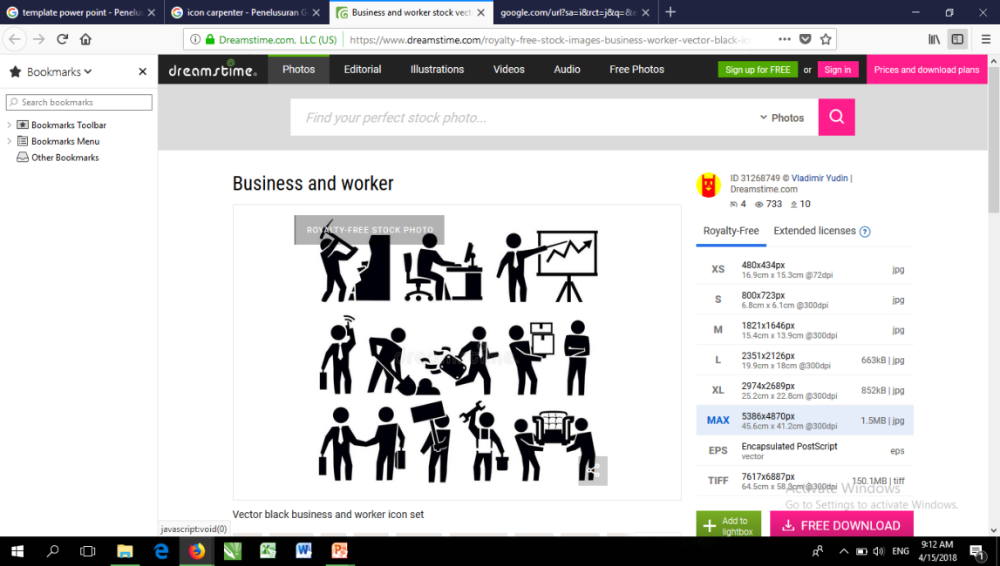 template power point - Penelus
icon carpenter - Penelusuran G
Business and worker stock vect
google.com/url?sa=i&rct=j&q=&e
Dreamstime.com, LLC (US)
https://www.dreamstime.com/royalty-free-stock-images-business-worker-vector-black-ic
Bookmarks
Search bookmarks
Bookmarks Toolbar
Bookmarks Menu
Other Bookmarks
dreamstime.
Photos
Editorial
Illustrations
Videos
Audio
Free Photos
Sign up for FREE or Sign in
Prices and download plans
Find your perfect stock photo...
Photos
Business and worker
ROYALTY-FREE STOCK PHOTO
dreamstime
Vector black business and worker icon set
ID 31268749 © Vladimir Yudin |
Dreamstime.com
4 733 10
Royalty-Free Extended licenses ?
XS 480x434px jpg
16.9cm x 15.3cm @72dpi
S 800x723px jpg
6.8cm x 6.1cm @300dpi
M 1821x1646px jpg
15.4cm x 13.9cm @300dpi
L 2351x2126px 663kB | jpg
19.9cm x 18cm @300dpi
XL 2974x2689px 852kB | jpg
25.2cm x 22.8cm @300dpi
MAX 5386x4870px 1.5MB | jpg
45.6cm x 41.2cm @300dpi
EPS Encapsulated PostScript eps
vector
TIFF 7617x6887px 150.1MB | tiff
64.5cm x 58.3cm @300dpi
Activate Windows
Go to Settings to activate Windows.
Add to
lightbox
FREE DOWNLOAD
javascript:void(0)
ENG
9:12 AM
4/15/2018
1